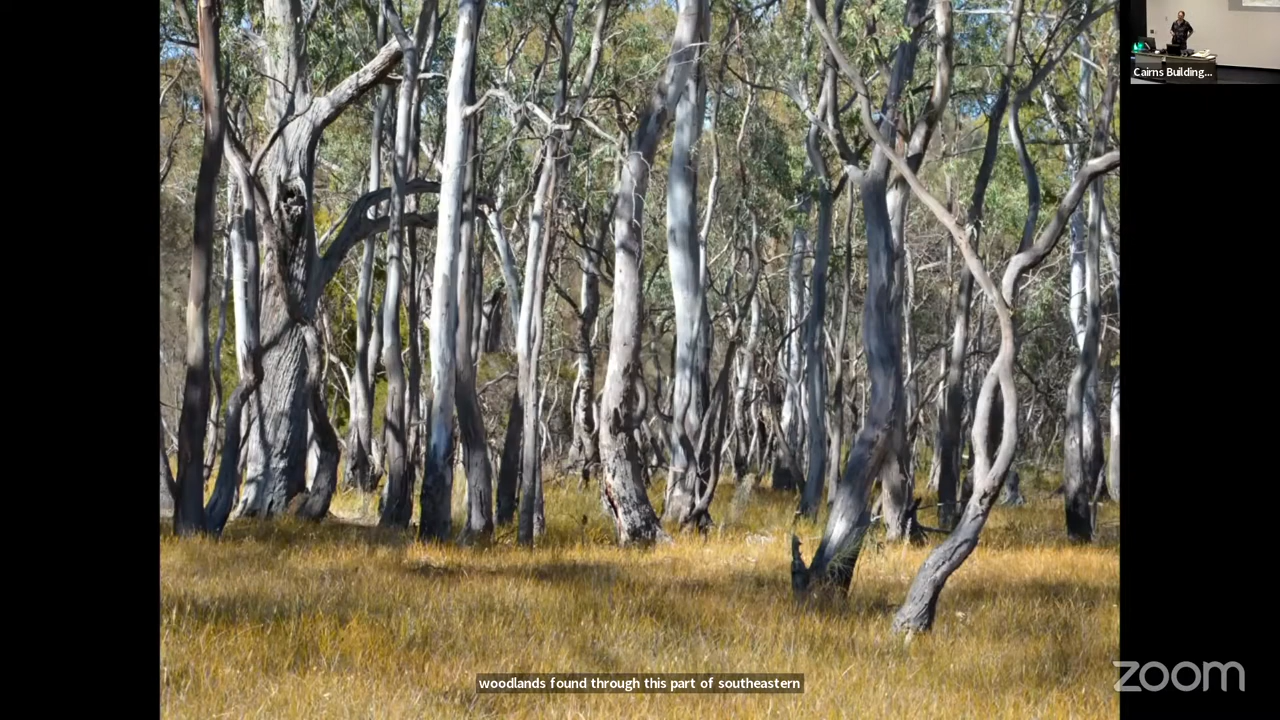 Cairns Building...
woodlands found through this part of southeastern
zoom